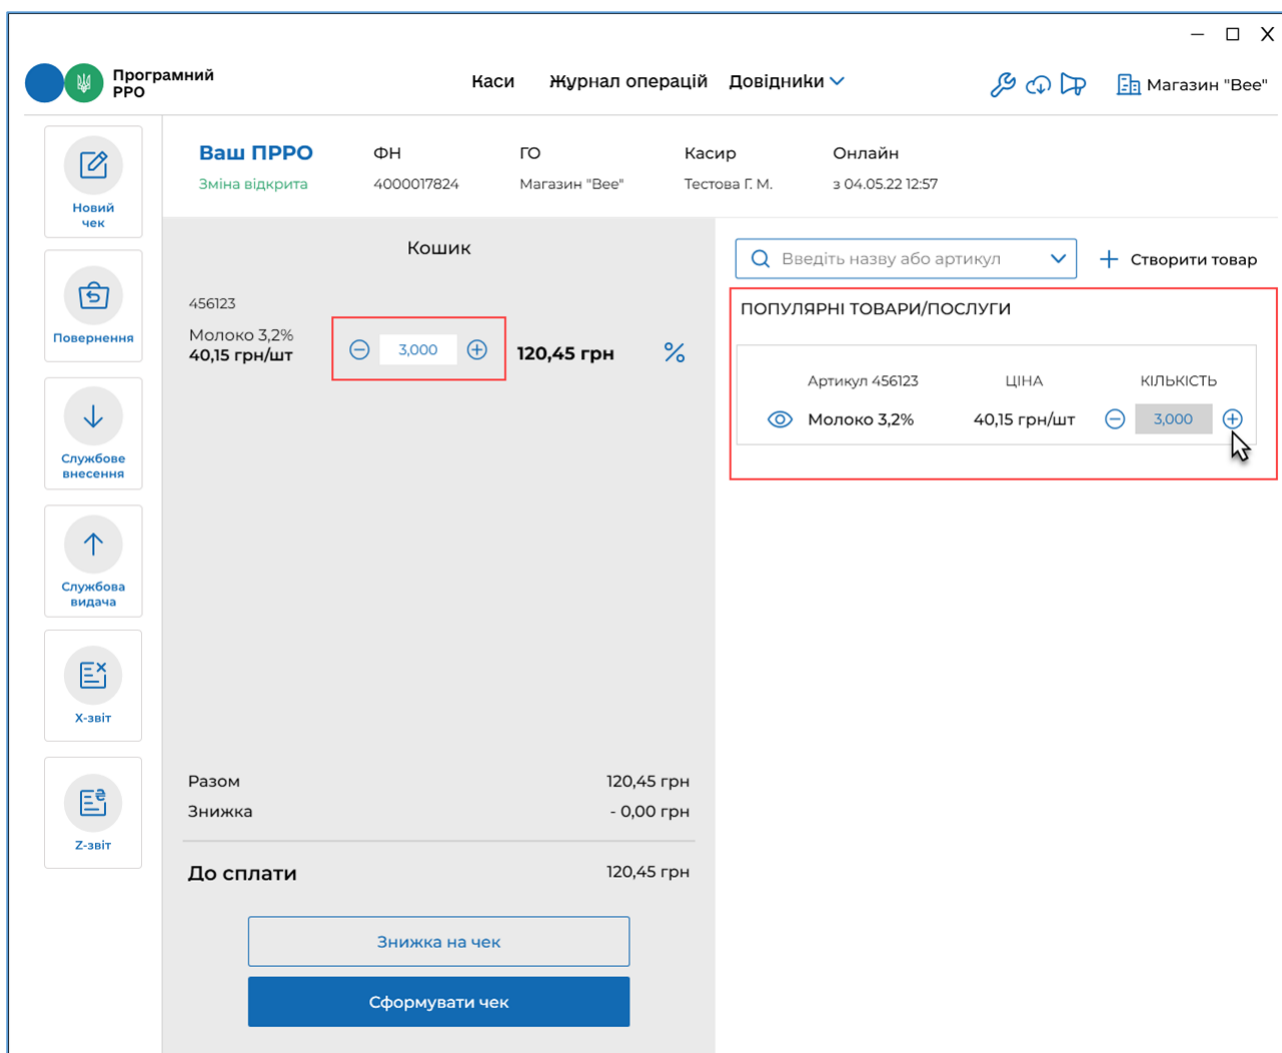 Програмний
РРО
Каси
Журнал операцій
Довідники
Магазин "Bee"
Новий
чек
Повернення
Службове
внесення
Службова
видача
X-звіт
Z-звіт
Ваш ПРРО
Зміна відкрита
ФН
4000017824
ГО
Магазин "Bee"
Касир
Тестова Г. М.
Онлайн
з 04.05.22 12:57
Кошик
456123
Молоко 3,2%
40,15 грн/шт
3,000
120,45 грн
%
Разом 120,45 грн
Знижка - 0,00 грн
До сплати 120,45 грн
Знижка на чек
Сформувати чек
Введіть назву або артикул
Створити товар
ПОПУЛЯРНІ ТОВАРИ/ПОСЛУГИ
Артикул 456123 ЦІНА КІЛЬКІСТЬ
Молоко 3,2% 40,15 грн/шт 3,000